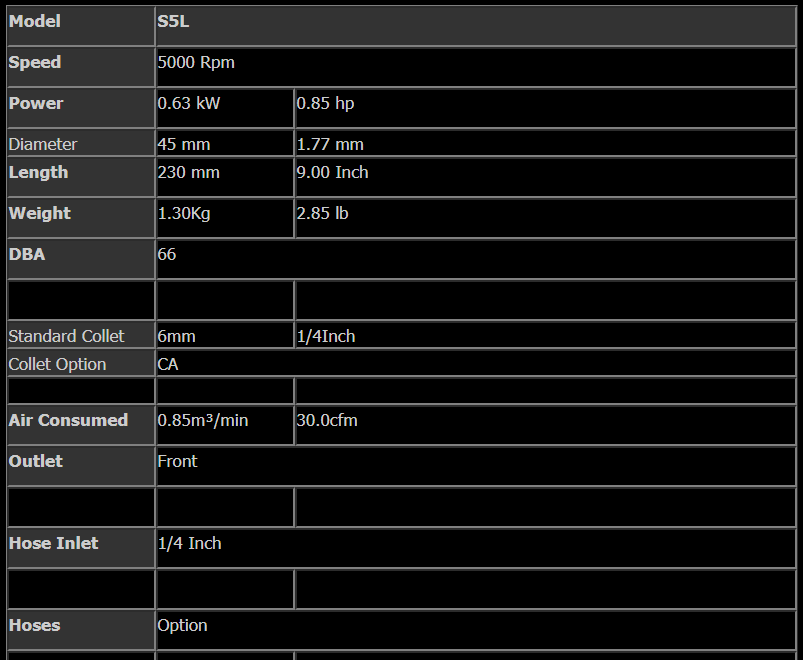 Model S5L
Speed 5000 Rpm
Power 0.63 kW 0.85 hp
Diameter 45 mm 1.77 mm
Length 230 mm 9.00 Inch
Weight 1.30Kg 2.85 lb
DBA 66
Standard Collet 6mm 1/4Inch
Collet Option CA
Air Consumed 0.85m³/min 30.0cfm
Outlet Front
Hose Inlet 1/4 Inch
Hoses Option